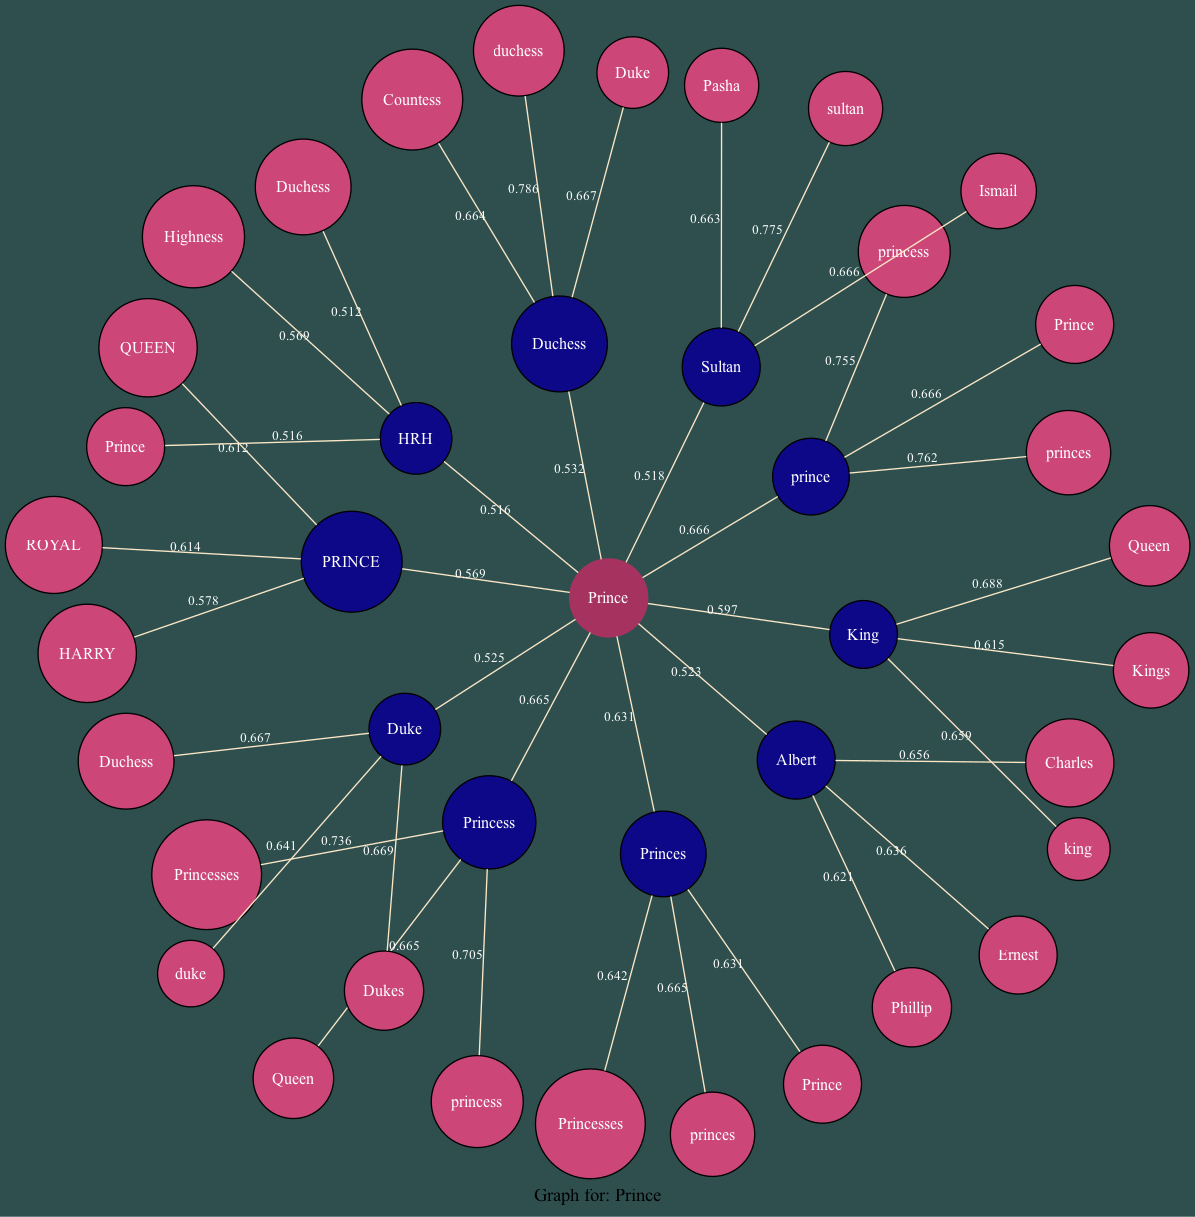 duchess
Duke
Pasha
Countess
sultan
Duchess
Ismail
0.786
0.667
0.664
0.663
0.775
Highness
princess
0.666
0.512
Prince
0.569
Duchess
QUEEN
0.755
Sultan
0.666
HRH
0.516
Prince
0.612
princes
0.762
0.532
0.518
prince
0.516
0.666
ROYAL
0.614
Queen
PRINCE
0.569
0.688
Prince
0.578
0.597
King
0.615
HARRY
0.525
0.523
Kings
0.665
0.631
Duke
0.667
0.659
0.656
Duchess
Albert
Charles
Princess
0.736
0.641
0.669
Princes
0.636
king
Princesses
0.621
0.665
0.705
Ernest
0.631
duke
0.642
0.665
Dukes
Phillip
Queen
Prince
princess
Princesses
princes
Graph for: Prince